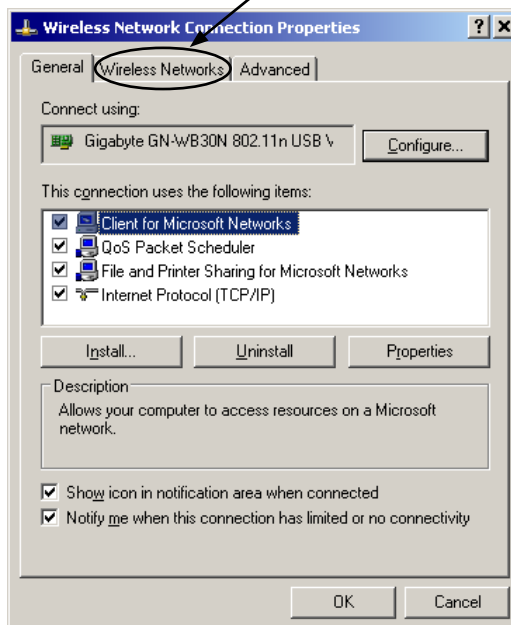 Wireless Network Connection Properties
General Wireless Networks Advanced
Connect using:
Gigabyte GN-WB30N 802.11n USB
Configure...
This connection uses the following items:
Client for Microsoft Networks
QoS Packet Scheduler
File and Printer Sharing for Microsoft Networks
Internet Protocol (TCP/IP)
Install... Uninstall Properties
Description
Allows your computer to access resources on a Microsoft
network.
Show icon in notification area when connected
Notify me when this connection has limited or no connectivity
OK Cancel